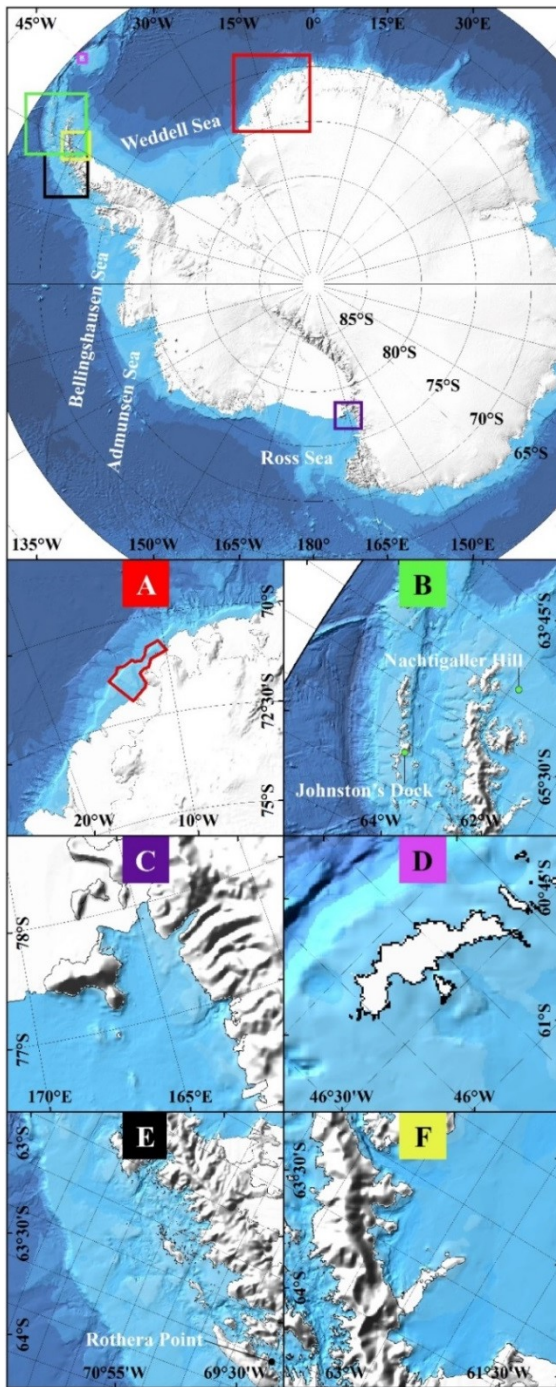 45°W
30°W
15°W
0°E
15°E
30°E
Weddell Sea
Bellingshausen Sea
Admunsen Sea
85°S
80°S
75°S
70°S
65°S
Ross Sea
135°W
150°W
165°W
180°
165°E
150°E
A
70°S
72°30'S
75°S
20°W
10°W
B
63°45'S
Nachtigaller Hill
Johnston's Dock
65°30'S
64°W
62°W
C
78°S
77°S
170°E
165°E
D
60°45'S
61°S
46°30'W
46°W
E
63°S
63°30'S
64°S
Rothera Point
70°55'W
69°30'W
F
63°30'S
64°S
63°W
61°30'W